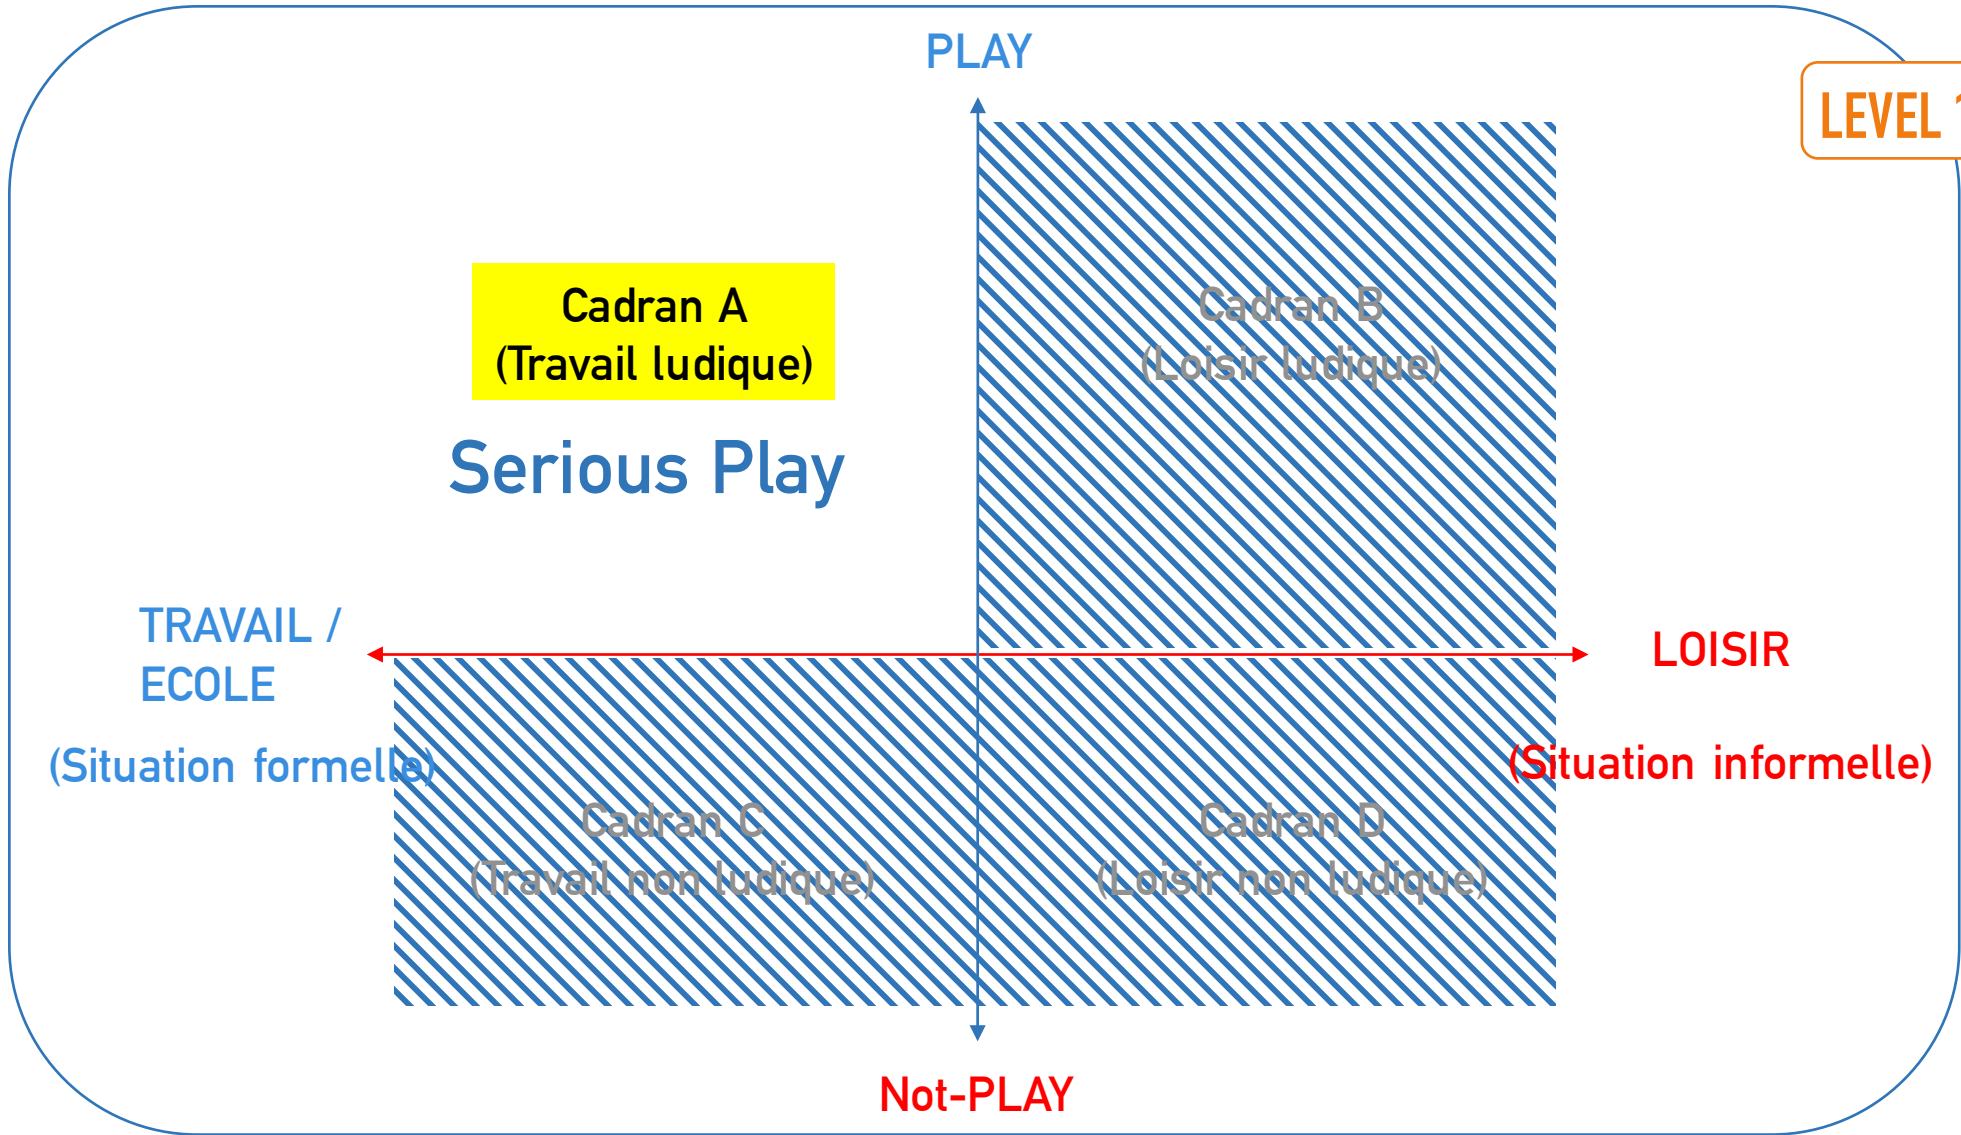 PLAY
LEVEL 1
Cadran A
(Travail ludique)
Cadran B
(Loisir ludique)
Serious Play
TRAVAIL /
ECOLE
(Situation formelle)
LOISIR
(Situation informelle)
Cadran C
(Travail non ludique)
Cadran D
(Loisir non ludique)
Not-PLAY